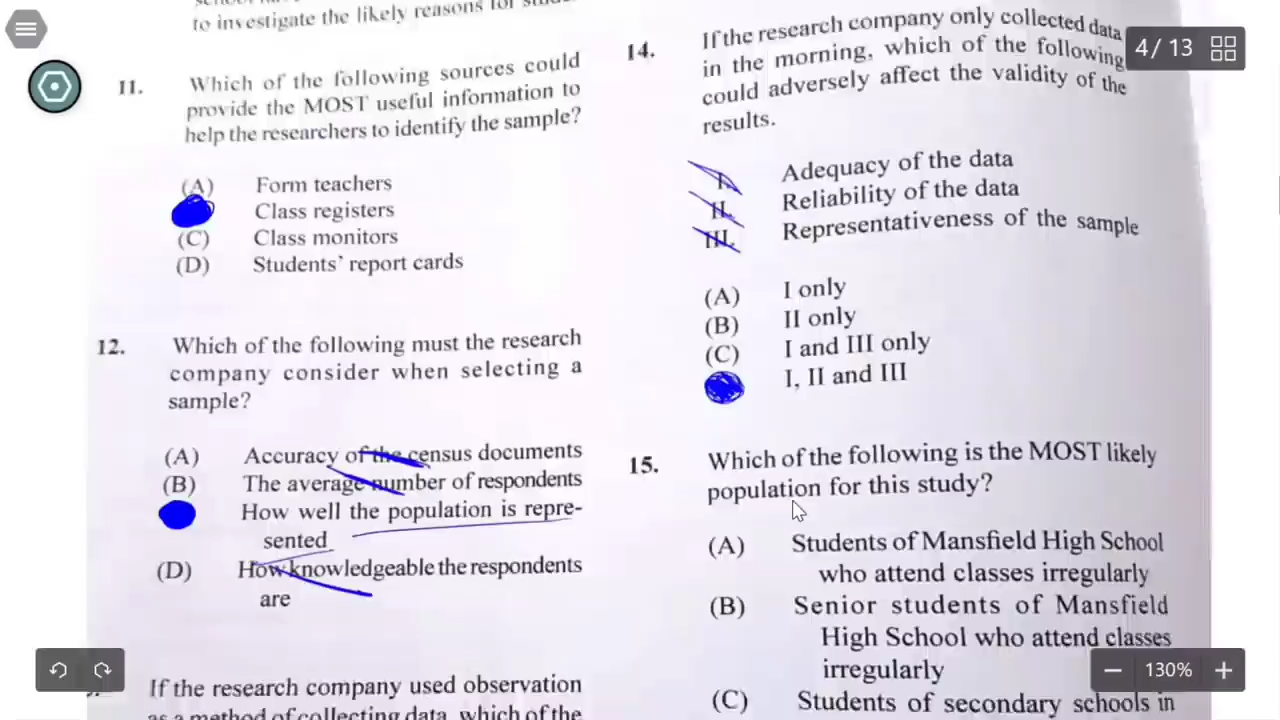 to investigate the likely reasons for
11. Which of the following sources could
provide the MOST useful information to
help the researchers to identify the sample?
(A) Form teachers
Class registers
(C) Class monitors
(D) Students' report cards
12. Which of the following must the research
company consider when selecting a
sample?
(A) Accuracy of the census documents
(B) The average number of respondents
How well the population is repre-
sented
(D) How knowledgeable the respondents
are
If the research company used observation
as a method of collecting data, which of the
14. If the research company only collected data
in the morning, which of the following
could adversely affect the validity of the
results.
I. Adequacy of the data
II. Reliability of the data
III. Representativeness of the sample
(A) I only
(B) II only
(C) I and III only
I, II and III
15. Which of the following is the MOST likely
population for this study?
(A) Students of Mansfield High School
who attend classes irregularly
(B) Senior students of Mansfield
High School who attend classes
irregularly
(C) Students of secondary schools in
4 / 13
130%